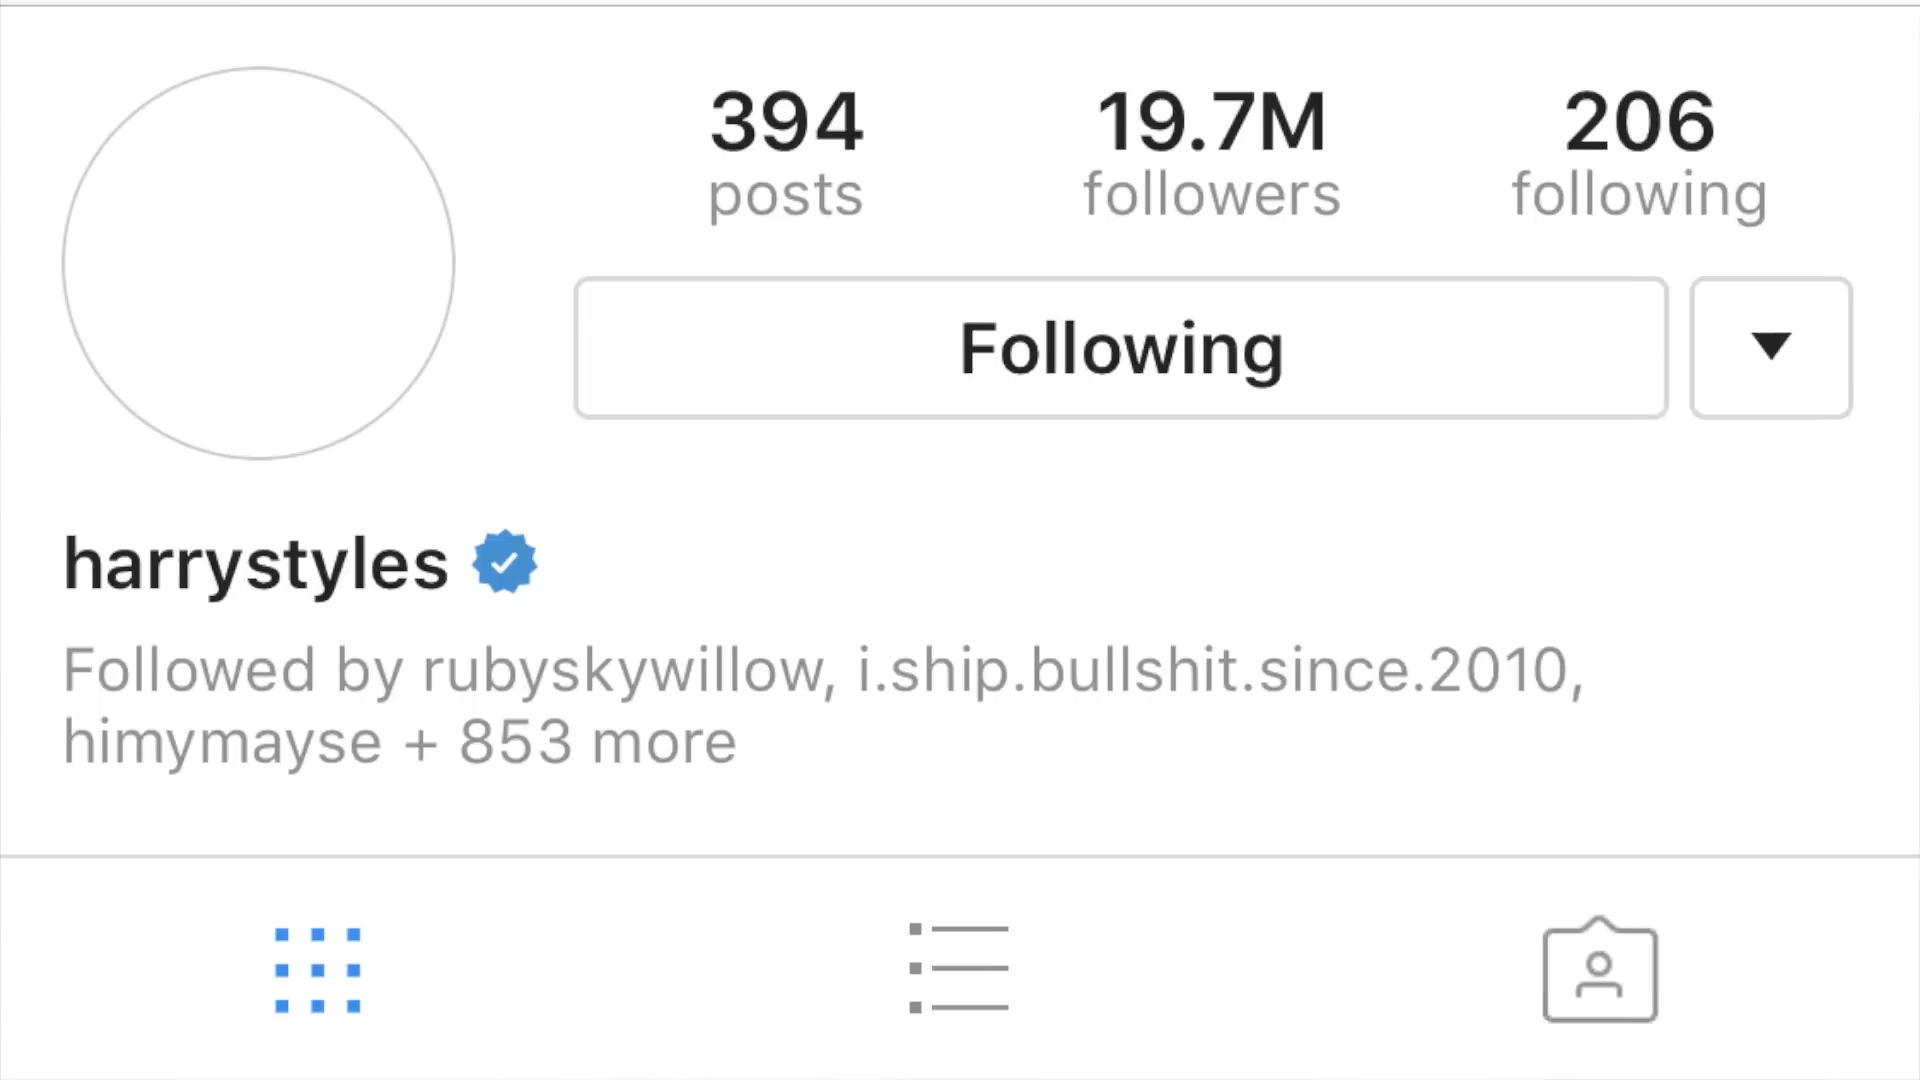 394 19.7M 206
posts followers following
Following
harrystyles
Followed by rubyskywillow, i.ship.bullshit.since.2010,
himymayse + 853 more